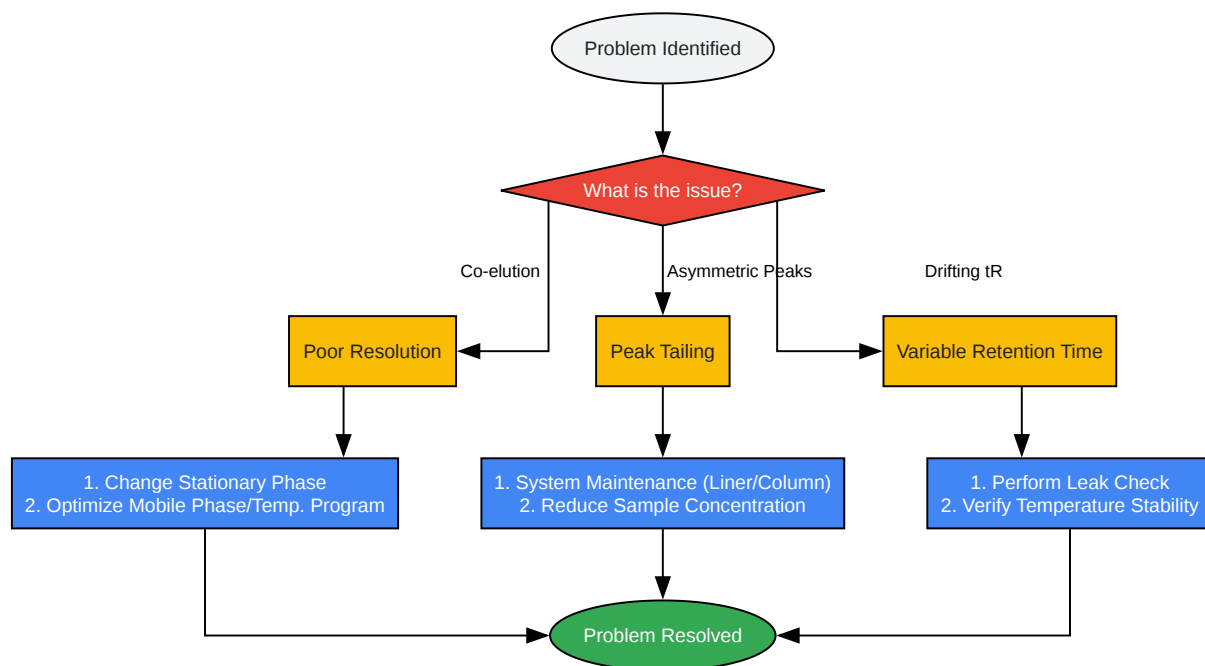 Problem Identified
What is the issue?
Co-elution
Asymmetric Peaks
Drifting tR
Poor Resolution
Peak Tailing
Variable Retention Time
1. Change Stationary Phase
2. Optimize Mobile Phase/Temp. Program
1. System Maintenance (Liner/Column)
2. Reduce Sample Concentration
1. Perform Leak Check
2. Verify Temperature Stability
Problem Resolved